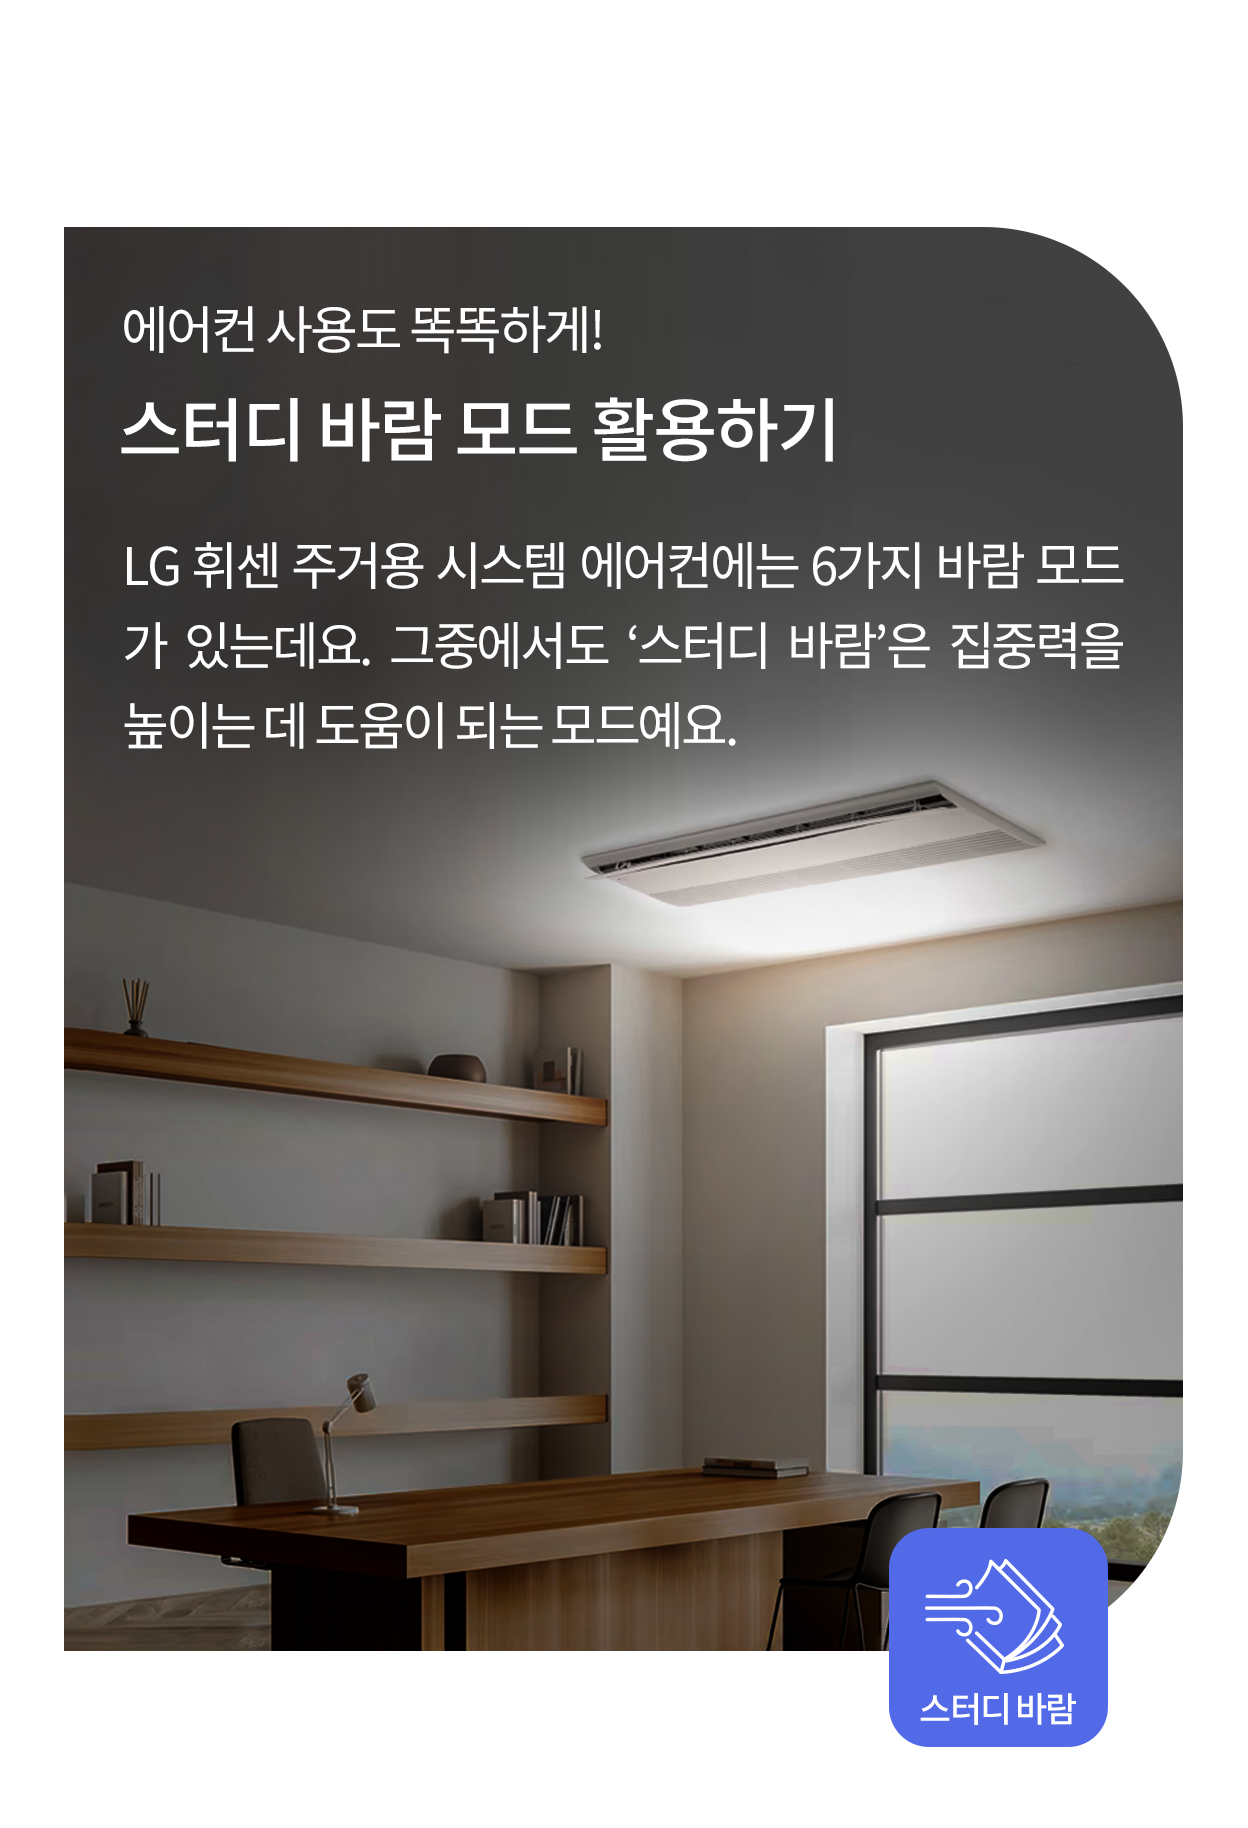 에어컨 사용도 똑똑하게!
스터디 바람 모드 활용하기
LG 휘센 주거용 시스템 에어컨에는 6가지 바람 모드
가 있는데요. 그중에서도 ‘스터디 바람’은 집중력을
높이는 데 도움이 되는 모드예요.
스터디 바람